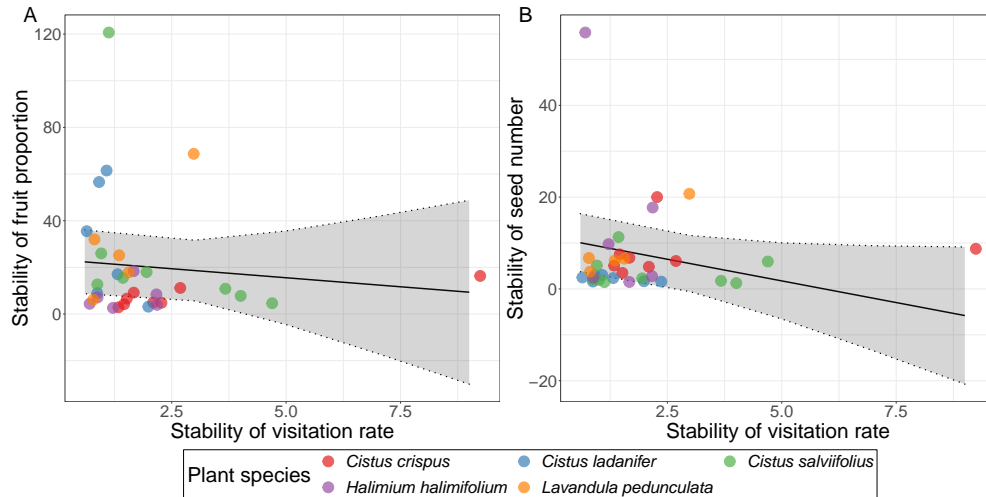 A
B
120
80
40
0
Stability of fruit proportion
2.5
5.0
7.5
Stability of visitation rate
40
20
0
−20
Stability of seed number
2.5
5.0
7.5
Stability of visitation rate
Plant species
Cistus crispus
Cistus ladanifer
Cistus salviifolius
Halimium halimifolium
Lavandula pedunculata